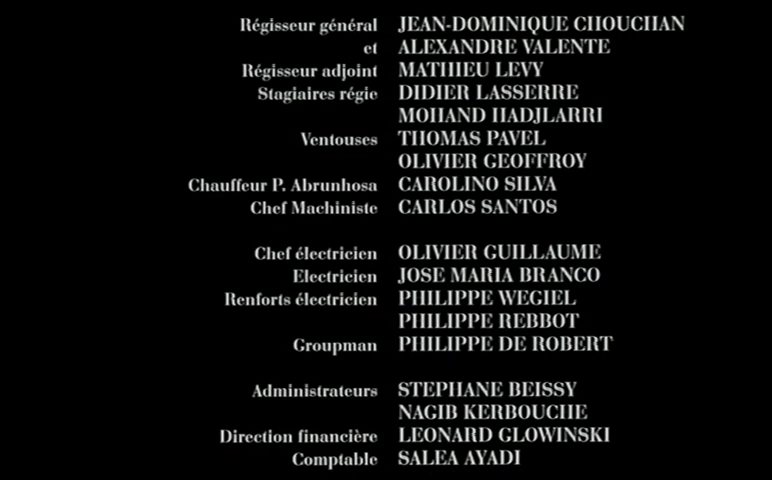 Régisseur général JEAN-DOMINIQUE CHOUCHAN
et ALEXANDRE VALENTE
Régisseur adjoint MATHIEU LEVY
Stagiaires régie DIDIER LASSERRE
MOHAND HADJLARRI
Ventouses THOMAS PAVEL
OLIVIER GEOFFROY
Chauffeur P. Abrunhosa CAROLINO SILVA
Chef Machiniste CARLOS SANTOS
Chef électricien OLIVIER GUILLAUME
Electricien JOSE MARIA BRANCO
Renforts électricien PHILIPPE WEGIEL
PHILIPPE REBBOT
Groupman PHILIPPE DE ROBERT
Administrateurs STEPHANE BEISSY
NAGIB KERBOUCHE
Direction financière LEONARD GLOWINSKI
Comptable SALEA AYADI